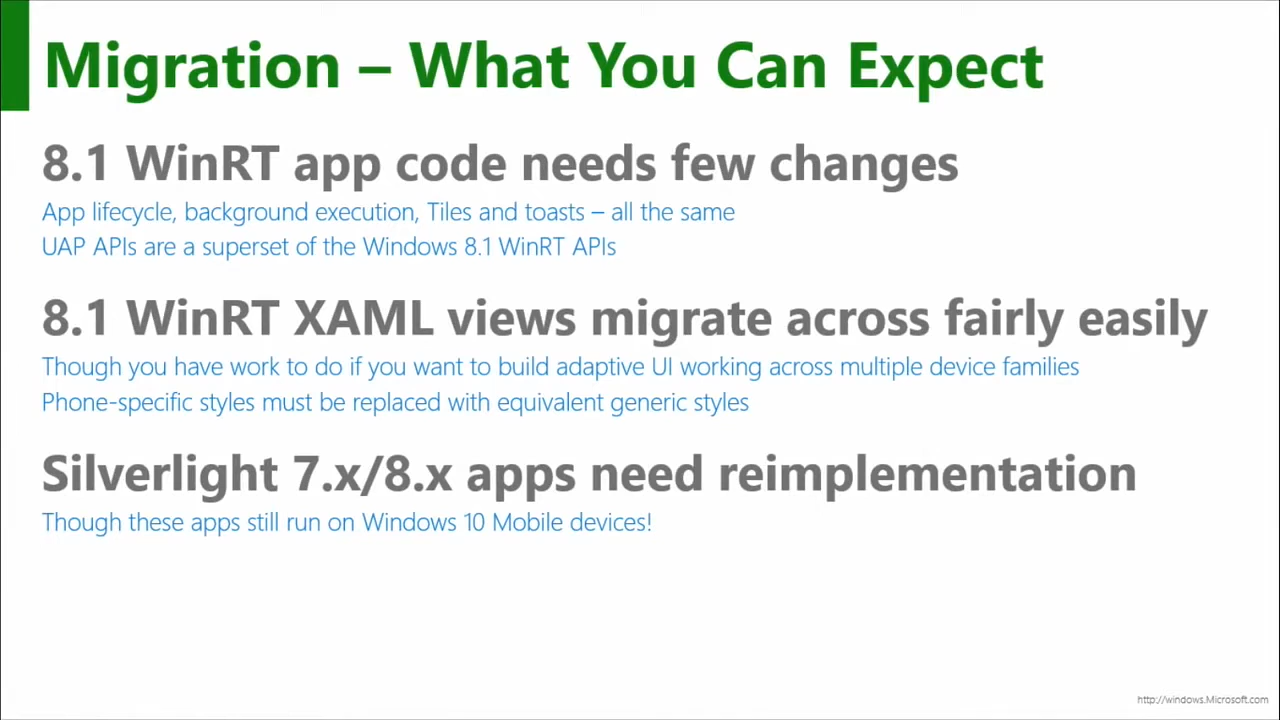 Migration – What You Can Expect
8.1 WinRT app code needs few changes
App lifecycle, background execution, Tiles and toasts – all the same
UAP APIs are a superset of the Windows 8.1 WinRT APIs
8.1 WinRT XAML views migrate across fairly easily
Though you have work to do if you want to build adaptive UI working across multiple device families
Phone-specific styles must be replaced with equivalent generic styles
Silverlight 7.x/8.x apps need reimplementation
Though these apps still run on Windows 10 Mobile devices!
http://windows.Microsoft.com